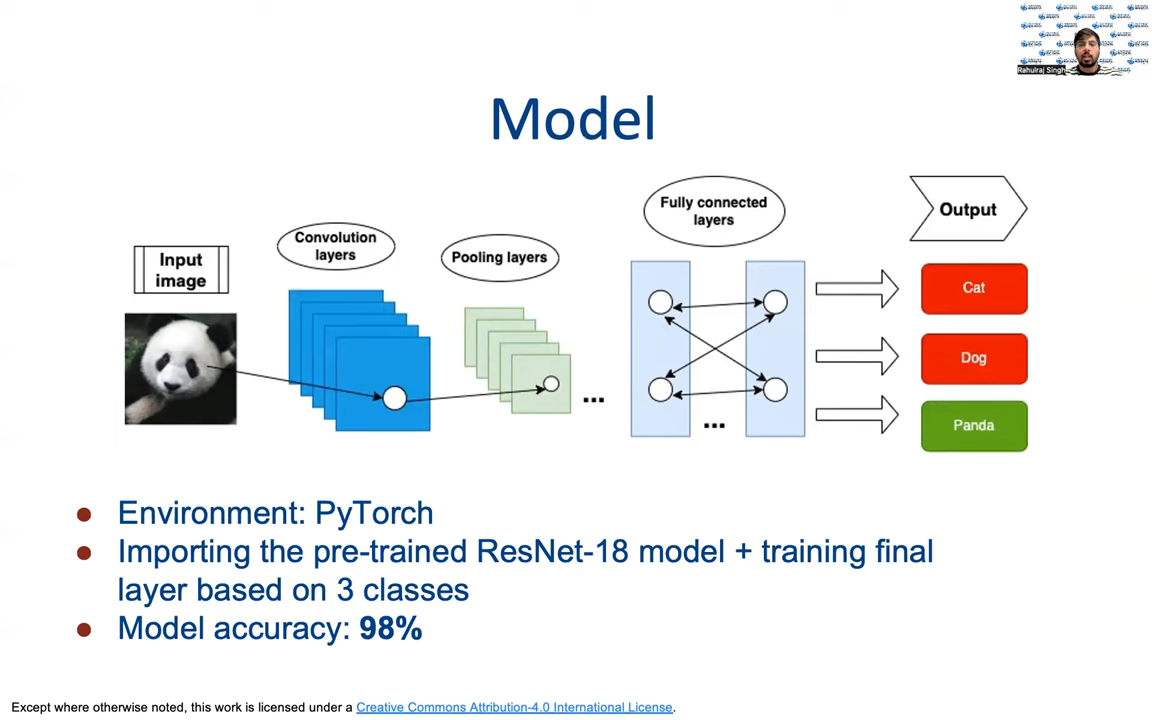 Rahulraj Singh
Model
Input
image
Convolution
layers
Pooling layers
Fully connected
layers
Output
Cat
Dog
Panda
...
...
● Environment: PyTorch
● Importing the pre-trained ResNet-18 model + training final
layer based on 3 classes
● Model accuracy: 98%
Except where otherwise noted, this work is licensed under a Creative Commons Attribution-4.0 International License.